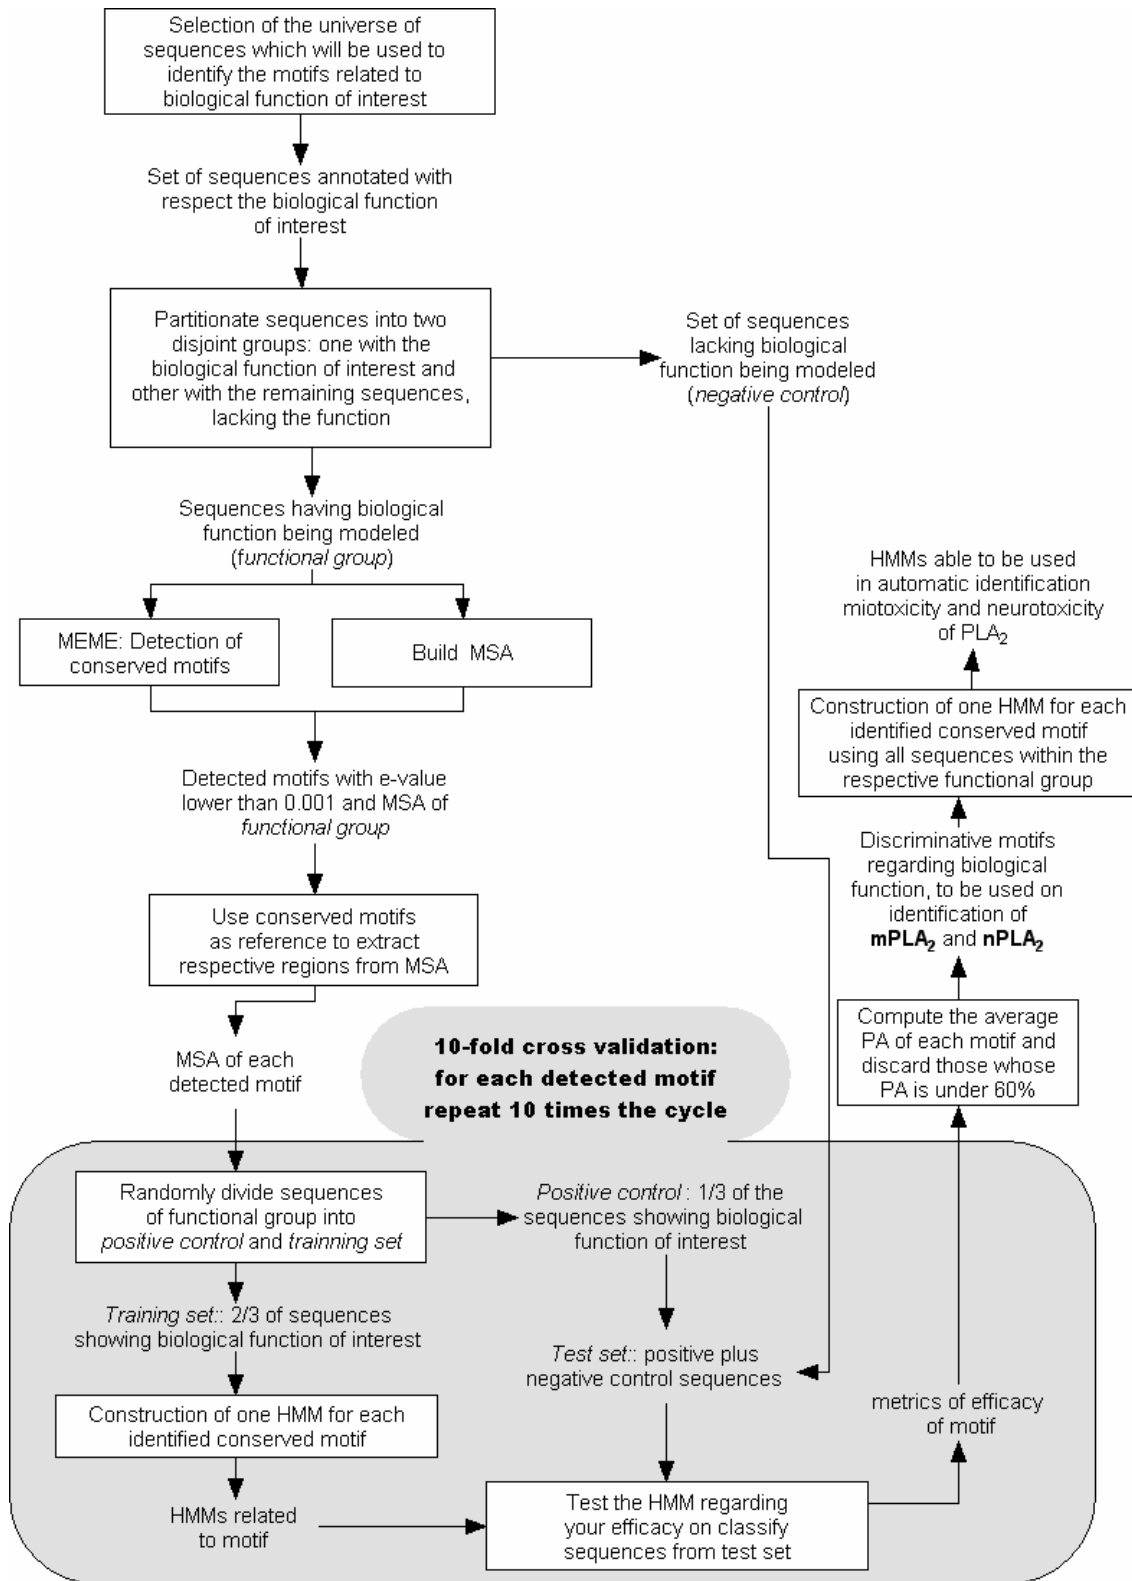 Selection of the universe of
sequences which will be used to
identify the motifs related to
biological function of interest
Set of sequences annotated with
respect the biological function
of interest
Partitionate sequences into two
disjoint groups: one with the
biological function of interest and
other with the remaining sequences,
lacking the function
Set of sequences
lacking biological
function being modeled
(negative control)
Sequences having biological
function being modeled
(functional group)
MEME: Detection of
conserved motifs
Build MSA
Detected motifs with e-value
lower than 0.001 and MSA of
functional group
Use conserved motifs
as reference to extract
respective regions from MSA
MSA of each
detected motif
10-fold cross validation:
for each detected motif
repeat 10 times the cycle
Randomly divide sequences
of functional group into
positive control and trainning set
Positive control : 1/3 of the
sequences showing biological
function of interest
Training set:: 2/3 of sequences
showing biological function of interest
Test set:: positive plus
negative control sequences
Construction of one HMM for each
identified conserved motif
HMMs related
to motif
Test the HMM regarding
your efficacy on classify
sequences from test set
metrics of efficacy
of motif
Compute the average
PA of each motif and
discard those whose
PA is under 60%
Discriminative motifs
regarding biological
function, to be used on
identification of
mPLA2 and nPLA2
Construction of one HMM for each
identified conserved motif
using all sequences within the
respective functional group
HMMs able to be used
in automatic identification
miotoxicity and neurotoxicity
of PLA2